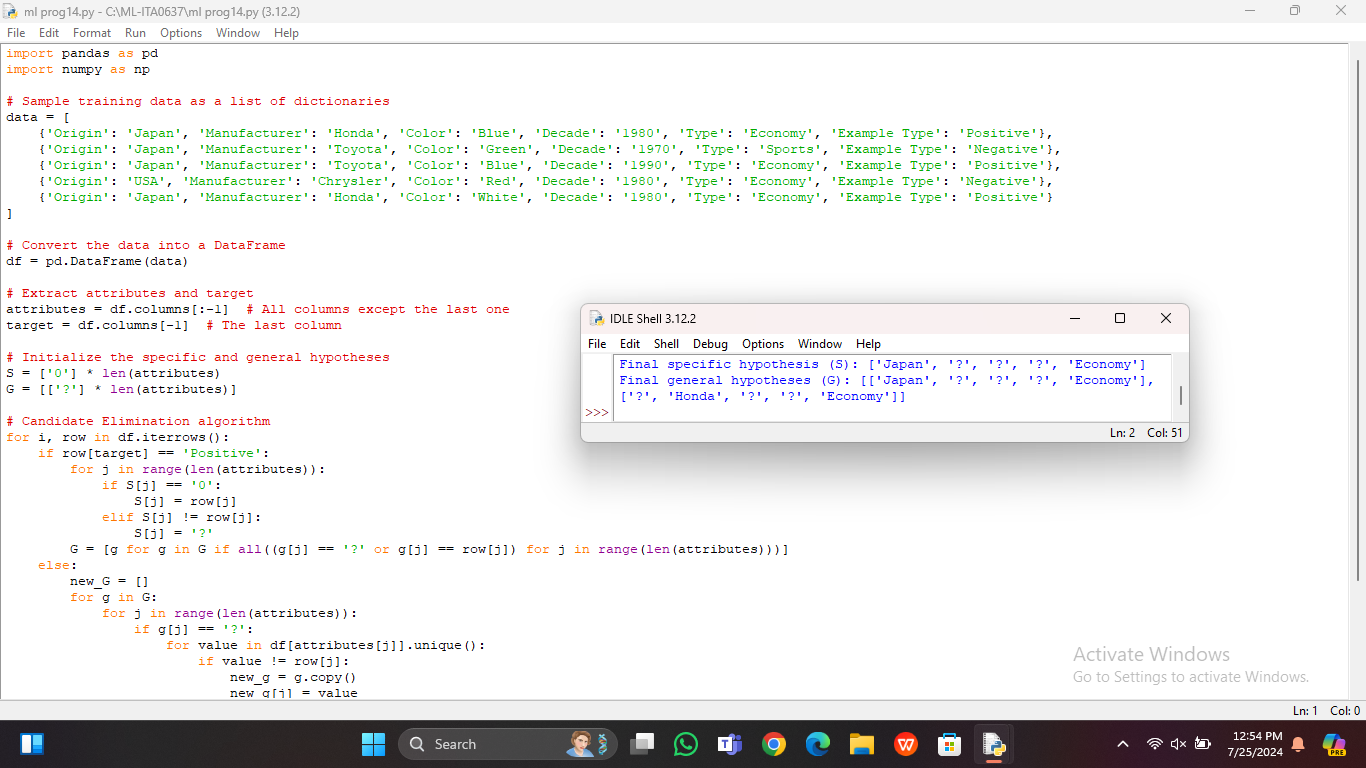 ml prog14.py - C:\ML-ITA0637\ml prog14.py (3.12.2)
File Edit Format Run Options Window Help
import pandas as pd
import numpy as np
# Sample training data as a list of dictionaries
data = [
    {'Origin': 'Japan', 'Manufacturer': 'Honda', 'Color': 'Blue', 'Decade': '1980', 'Type': 'Economy', 'Example Type': 'Positive'},
    {'Origin': 'Japan', 'Manufacturer': 'Toyota', 'Color': 'Green', 'Decade': '1970', 'Type': 'Sports', 'Example Type': 'Negative'},
    {'Origin': 'Japan', 'Manufacturer': 'Toyota', 'Color': 'Blue', 'Decade': '1990', 'Type': 'Economy', 'Example Type': 'Positive'},
    {'Origin': 'USA', 'Manufacturer': 'Chrysler', 'Color': 'Red', 'Decade': '1980', 'Type': 'Economy', 'Example Type': 'Negative'},
    {'Origin': 'Japan', 'Manufacturer': 'Honda', 'Color': 'White', 'Decade': '1980', 'Type': 'Economy', 'Example Type': 'Positive'}
]
# Convert the data into a DataFrame
df = pd.DataFrame(data)
# Extract attributes and target
attributes = df.columns[:-1]  # All columns except the last one
target = df.columns[-1]  # The last column
# Initialize the specific and general hypotheses
S = ['0'] * len(attributes)
G = [['?'] * len(attributes)]
# Candidate Elimination algorithm
for i, row in df.iterrows():
    if row[target] == 'Positive':
        for j in range(len(attributes)):
            if S[j] == '0':
                S[j] = row[j]
            elif S[j] != row[j]:
                S[j] = '?'
        G = [g for g in G if all((g[j] == '?' or g[j] == row[j]) for j in range(len(attributes)))]
    else:
        new_G = []
        for g in G:
            for j in range(len(attributes)):
                if g[j] == '?':
                    for value in df[attributes[j]].unique():
                        if value != row[j]:
                            new_g = g.copy()
                            new_g[j] = value
IDLE Shell 3.12.2
File Edit Shell Debug Options Window Help
Final specific hypothesis (S): ['Japan', '?', '?', '?', 'Economy']
Final general hypotheses (G): [['Japan', '?', '?', '?', 'Economy'],
['?', 'Honda', '?', '?', 'Economy']]
>>>
Ln: 2 Col: 51
Activate Windows
Go to Settings to activate Windows.
Ln: 1 Col: 0
Search
12:54 PM
7/25/2024
PRE